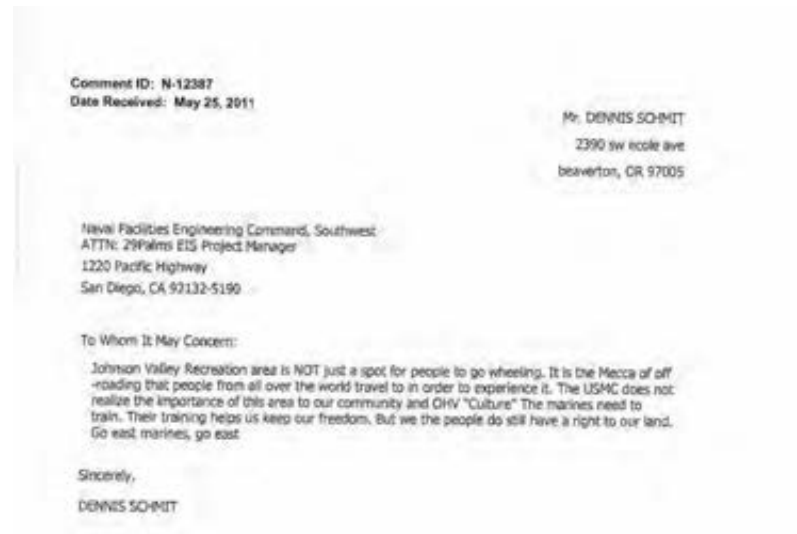 Comment ID: N-12387
Date Received: May 25, 2011
Mr. DENNIS SCHMIT
2390 sw ecole ave
beaverton, OR 97005
Naval Facilities Engineering Command, Southwest
ATTN: 29Palms EIS Project Manager
1220 Pacific Highway
San Diego, CA 92132-5190
To Whom It May Concern:
Johnson Valley Recreation area is NOT just a spot for people to go wheeling. It is the Mecca of off
-roading that people from all over the world travel to in order to experience it. The USMC does not
realize the importance of this area to our community and OHV "Culture" The marines need to
train. Their training helps us keep our freedom. But we the people do still have a right to our land.
Go east marines, go east
Sincerely,
DENNIS SCHMIT